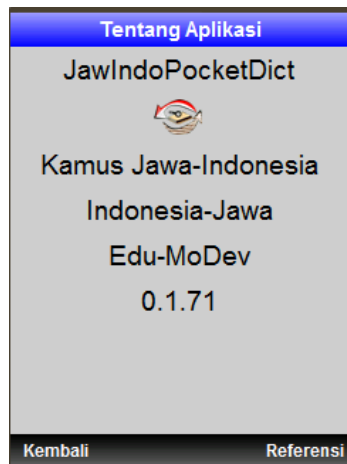 Tentang Aplikasi
JawIndoPocketDict
Kamus Jawa-Indonesia
Indonesia-Jawa
Edu-MoDev
0.1.71
Kembali Referensi